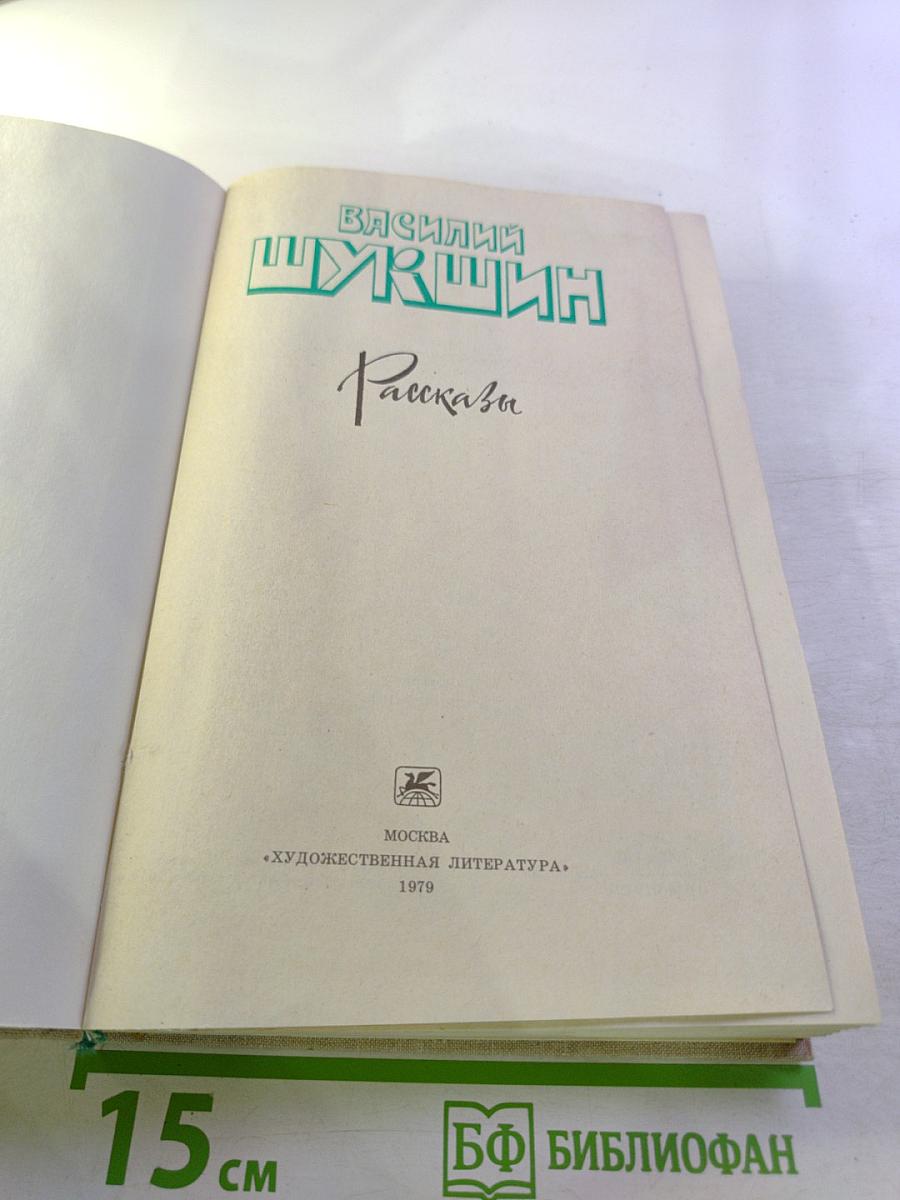 ВАСИЛИЙ
ШУКШИН
Рассказы
МОСКВА
«ХУДОЖЕСТВЕННАЯ ЛИТЕРАТУРА»
1979
15 см
БФ БИБЛИОФАН